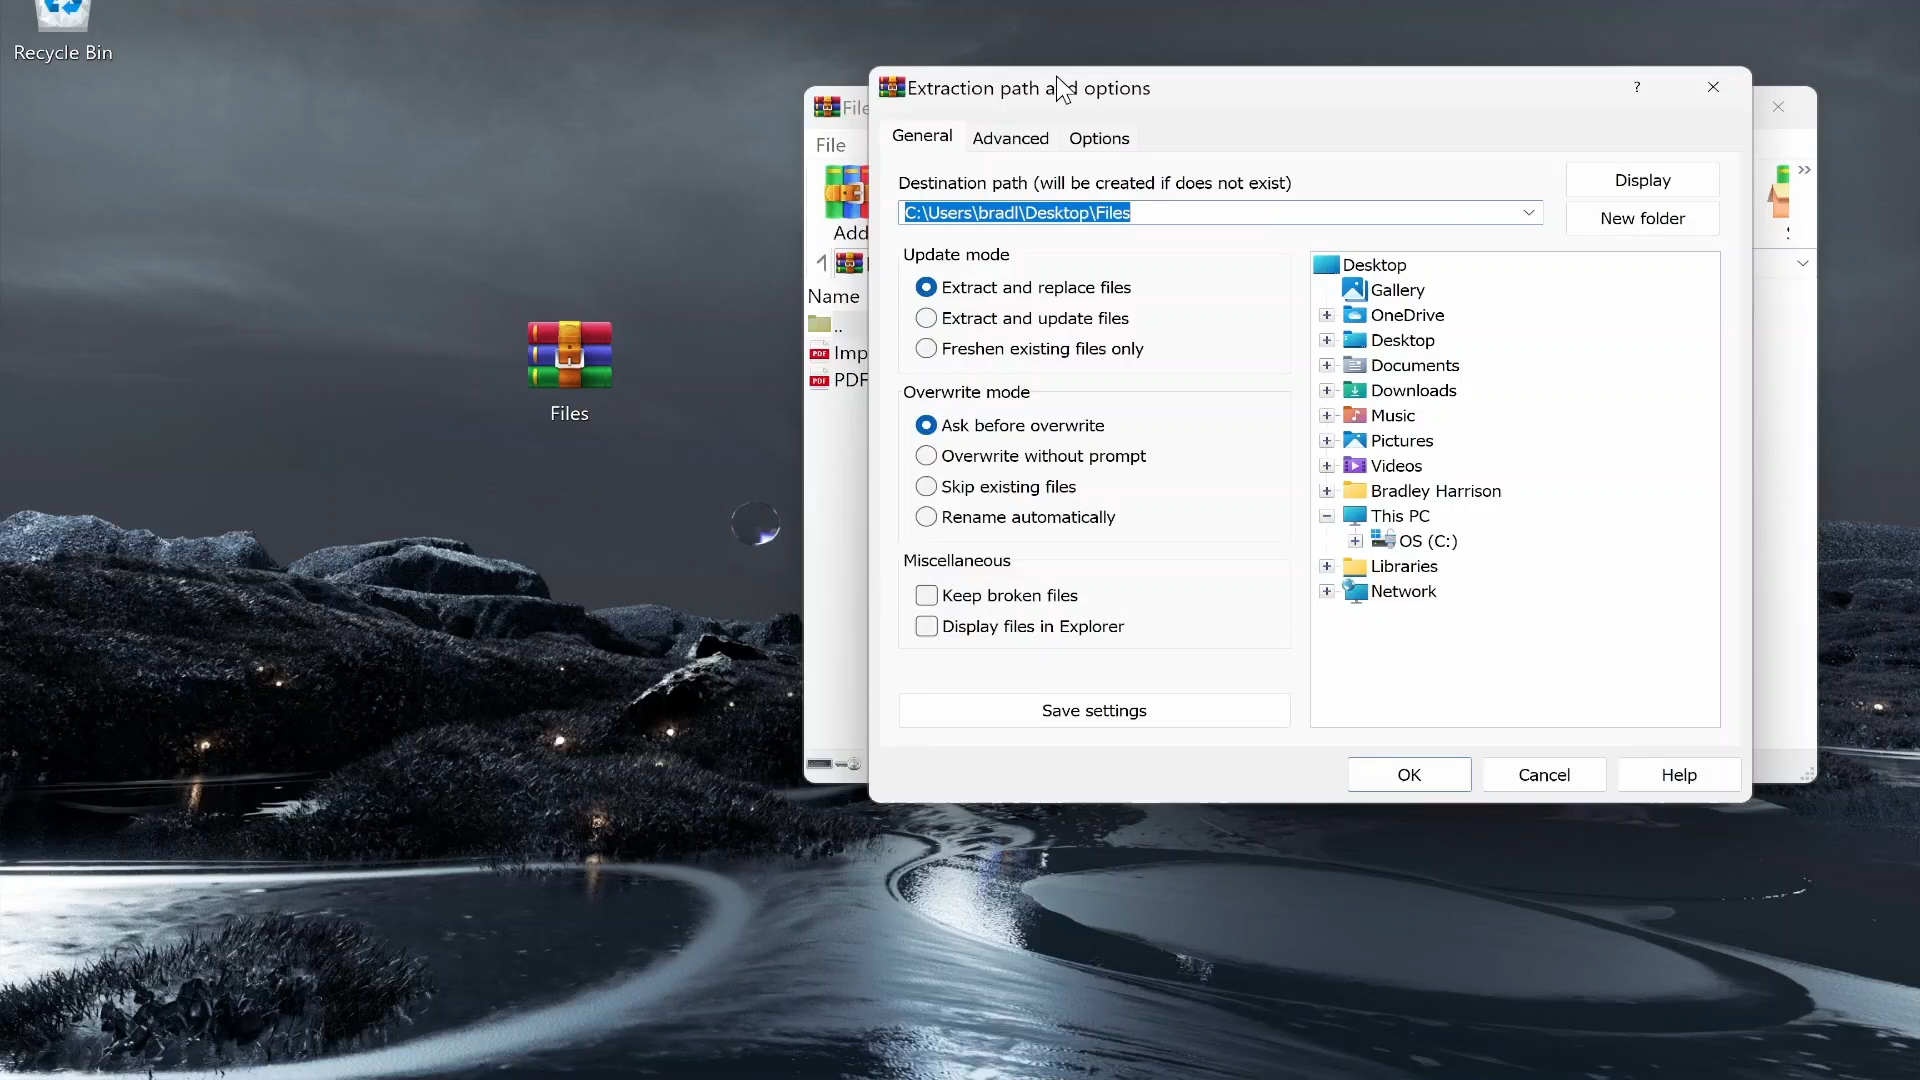 Recycle Bin
Files
File
File
Add
Name
..
Imp
PDF
Extraction path and options
?
General
Advanced
Options
Destination path (will be created if does not exist)
C:\Users\bradl\Desktop\Files
Display
New folder
Update mode
Extract and replace files
Extract and update files
Freshen existing files only
Overwrite mode
Ask before overwrite
Overwrite without prompt
Skip existing files
Rename automatically
Miscellaneous
Keep broken files
Display files in Explorer
Save settings
Desktop
Gallery
OneDrive
Desktop
Documents
Downloads
Music
Pictures
Videos
Bradley Harrison
This PC
OS (C:)
Libraries
Network
OK
Cancel
Help